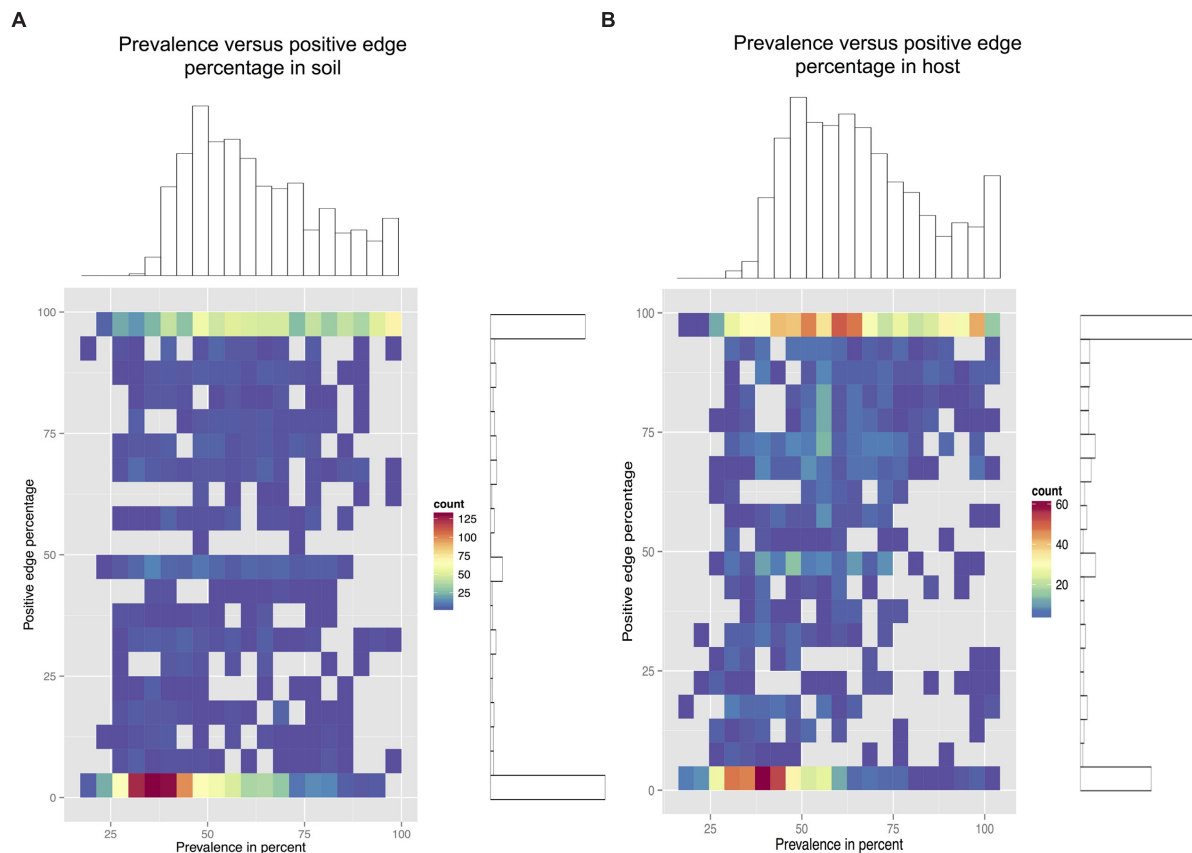 A
Prevalence versus positive edge
percentage in soil
100
75
50
25
0
Positive edge percentage
25
50
75
100
Prevalence in percent
count
125
100
75
50
25
B
Prevalence versus positive edge
percentage in host
100
75
50
25
0
Positive edge percentage
25
50
75
100
Prevalence in percent
count
60
40
20